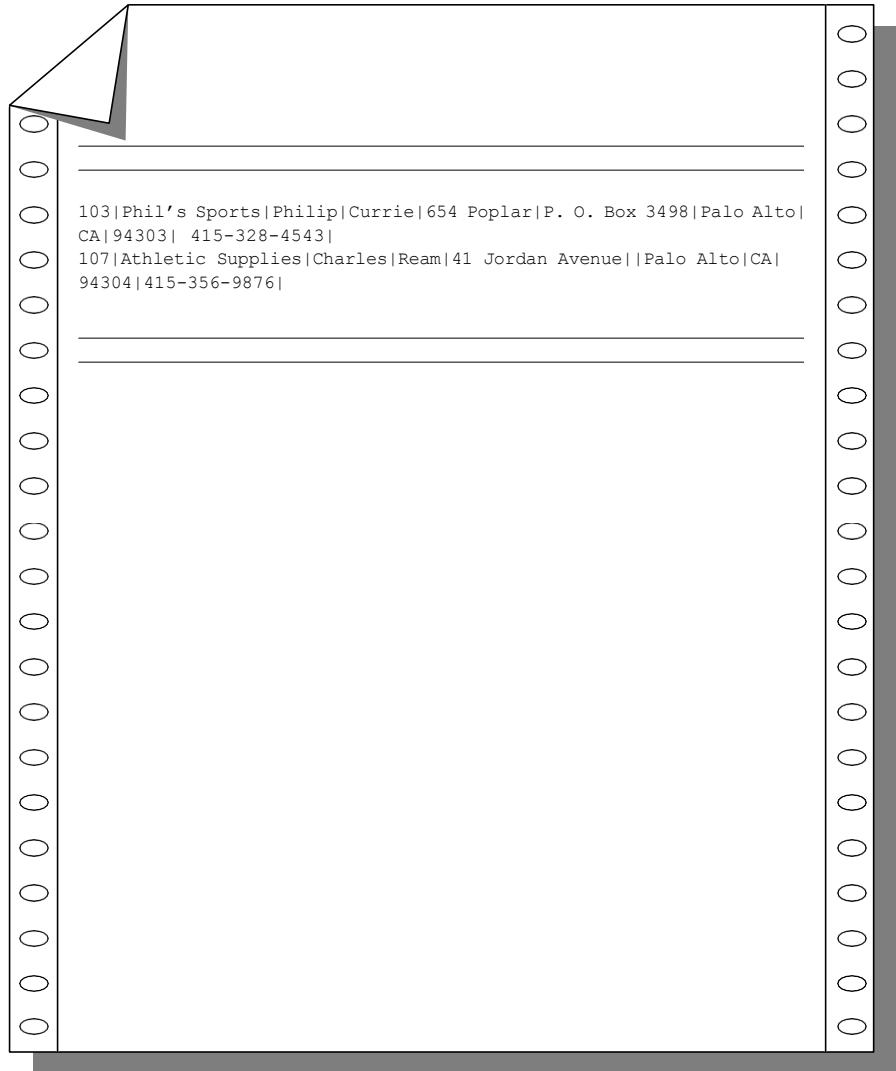 103|Phil’s Sports|Philip|Currie|654 Poplar|P. O. Box 3498|Palo Alto|
CA|94303| 415-328-4543|
107|Athletic Supplies|Charles|Ream|41 Jordan Avenue||Palo Alto|CA|
94304|415-356-9876|